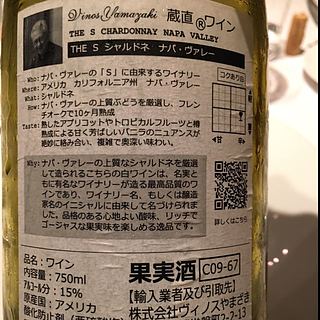 Vinos Yamazaki 蔵直®ワイン
THE S CHARDONNAY NAPA VALLEY
THE S シャルドネ ナパ・ヴァレー
Who: ナパ・ヴァレーの「S」に由来するワイナリー
Where: アメリカ カリフォルニア州 ナパ・ヴァレー
What: シャルドネ
How: ナパ・ヴァレーの上質ぶどうを厳選し、フレン
チオークで10ヶ月熟成
Taste: 熟したアプリコットやトロピカルフルーツと樽
熟成による甘く芳ばしいバニラのニュアンスが
絶妙に絡み合い、複雑で奥深い味わい。
コクあり白
甘
辛
Why: ナパ・ヴァレーの上質なシャルドネを厳選
して造られるこちらの白ワインは、名実と
もに有名なワイナリーが造る最高品質のワ
インであり、ワイナリー名、もしくは醸造
家名のイニシャルに由来して名づけられまし
た。品格のある心地よい酸味、リッチで
ゴージャスな果実味を楽しめる逸品です。
詳しくはこちら
品名：ワイン
内容量：750ml
アルコール分：15%
原産国：アメリカ
果実酒 C09-67
【輸入業者及び引取先】
株式会社ヴィノスやまざき
2-2-13